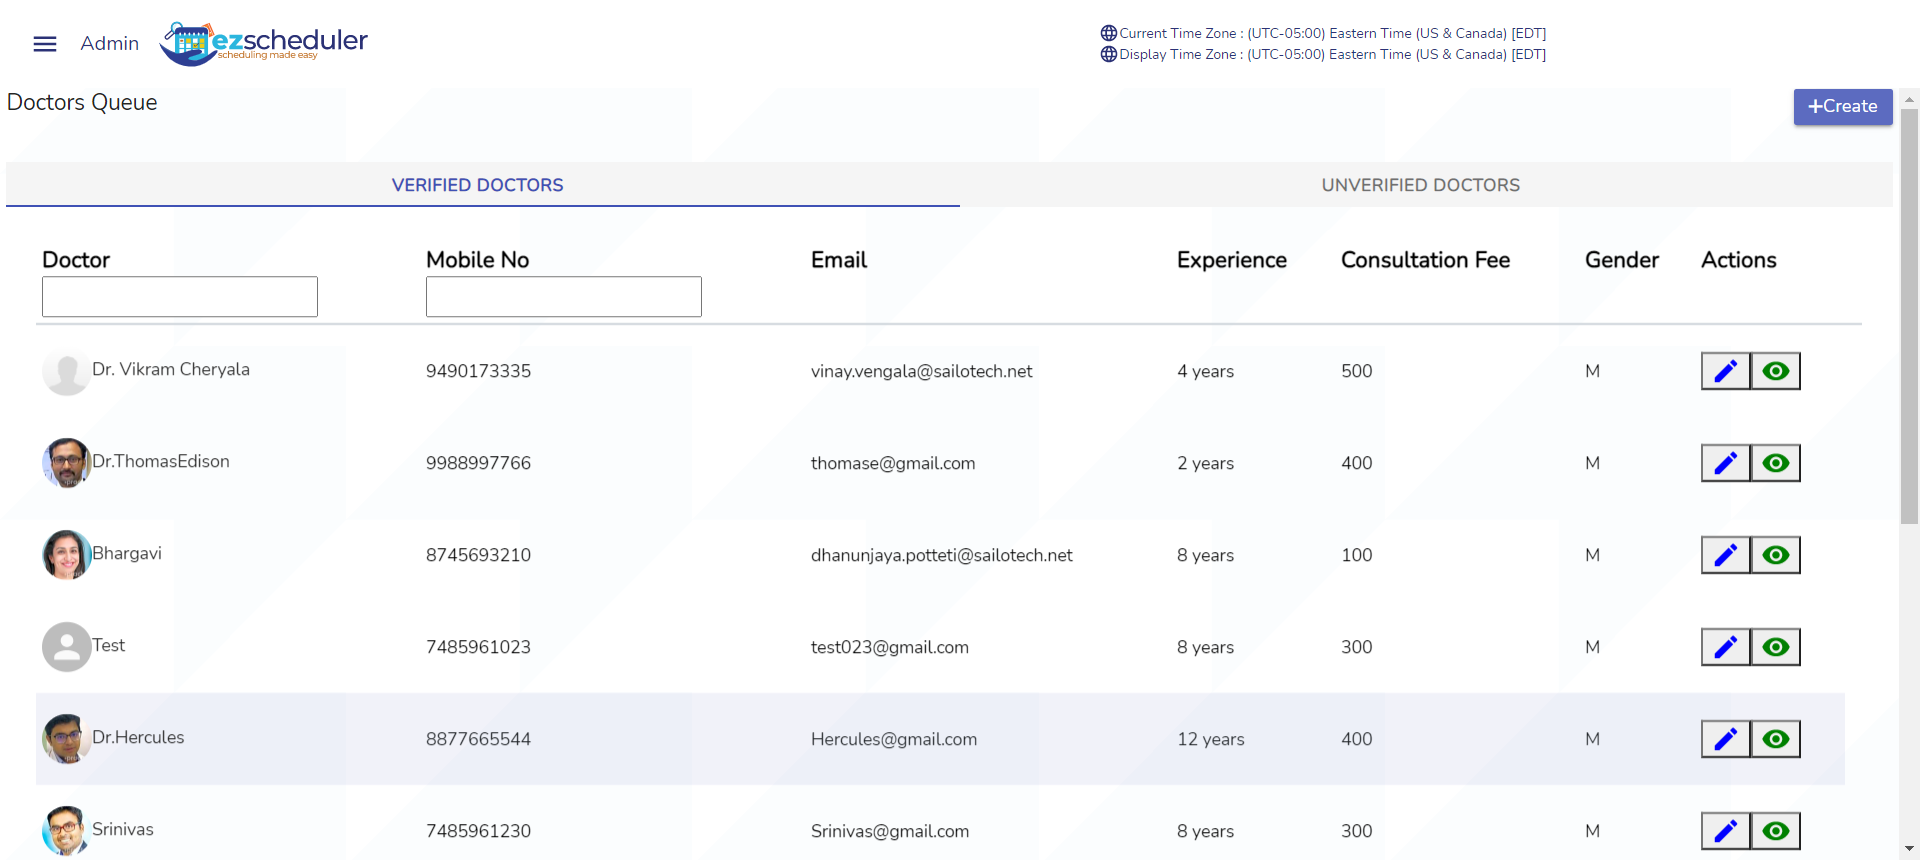 Admin
ezscheduler
scheduling made easy
Current Time Zone : (UTC-05:00) Eastern Time (US & Canada) [EDT]
Display Time Zone : (UTC-05:00) Eastern Time (US & Canada) [EDT]
Doctors Queue
+Create
VERIFIED DOCTORS UNVERIFIED DOCTORS
Doctor Mobile No Email Experience Consultation Fee Gender Actions
Dr. Vikram Cheryala 9490173335 vinay.vengala@sailotech.net 4 years 500 M
Dr.ThomasEdison 9988997766 thomase@gmail.com 2 years 400 M
Bhargavi 8745693210 dhanunjaya.potteti@sailotech.net 8 years 100 M
Test 7485961023 test023@gmail.com 8 years 300 M
Dr.Hercules 8877665544 Hercules@gmail.com 12 years 400 M
Srinivas 7485961230 Srinivas@gmail.com 8 years 300 M